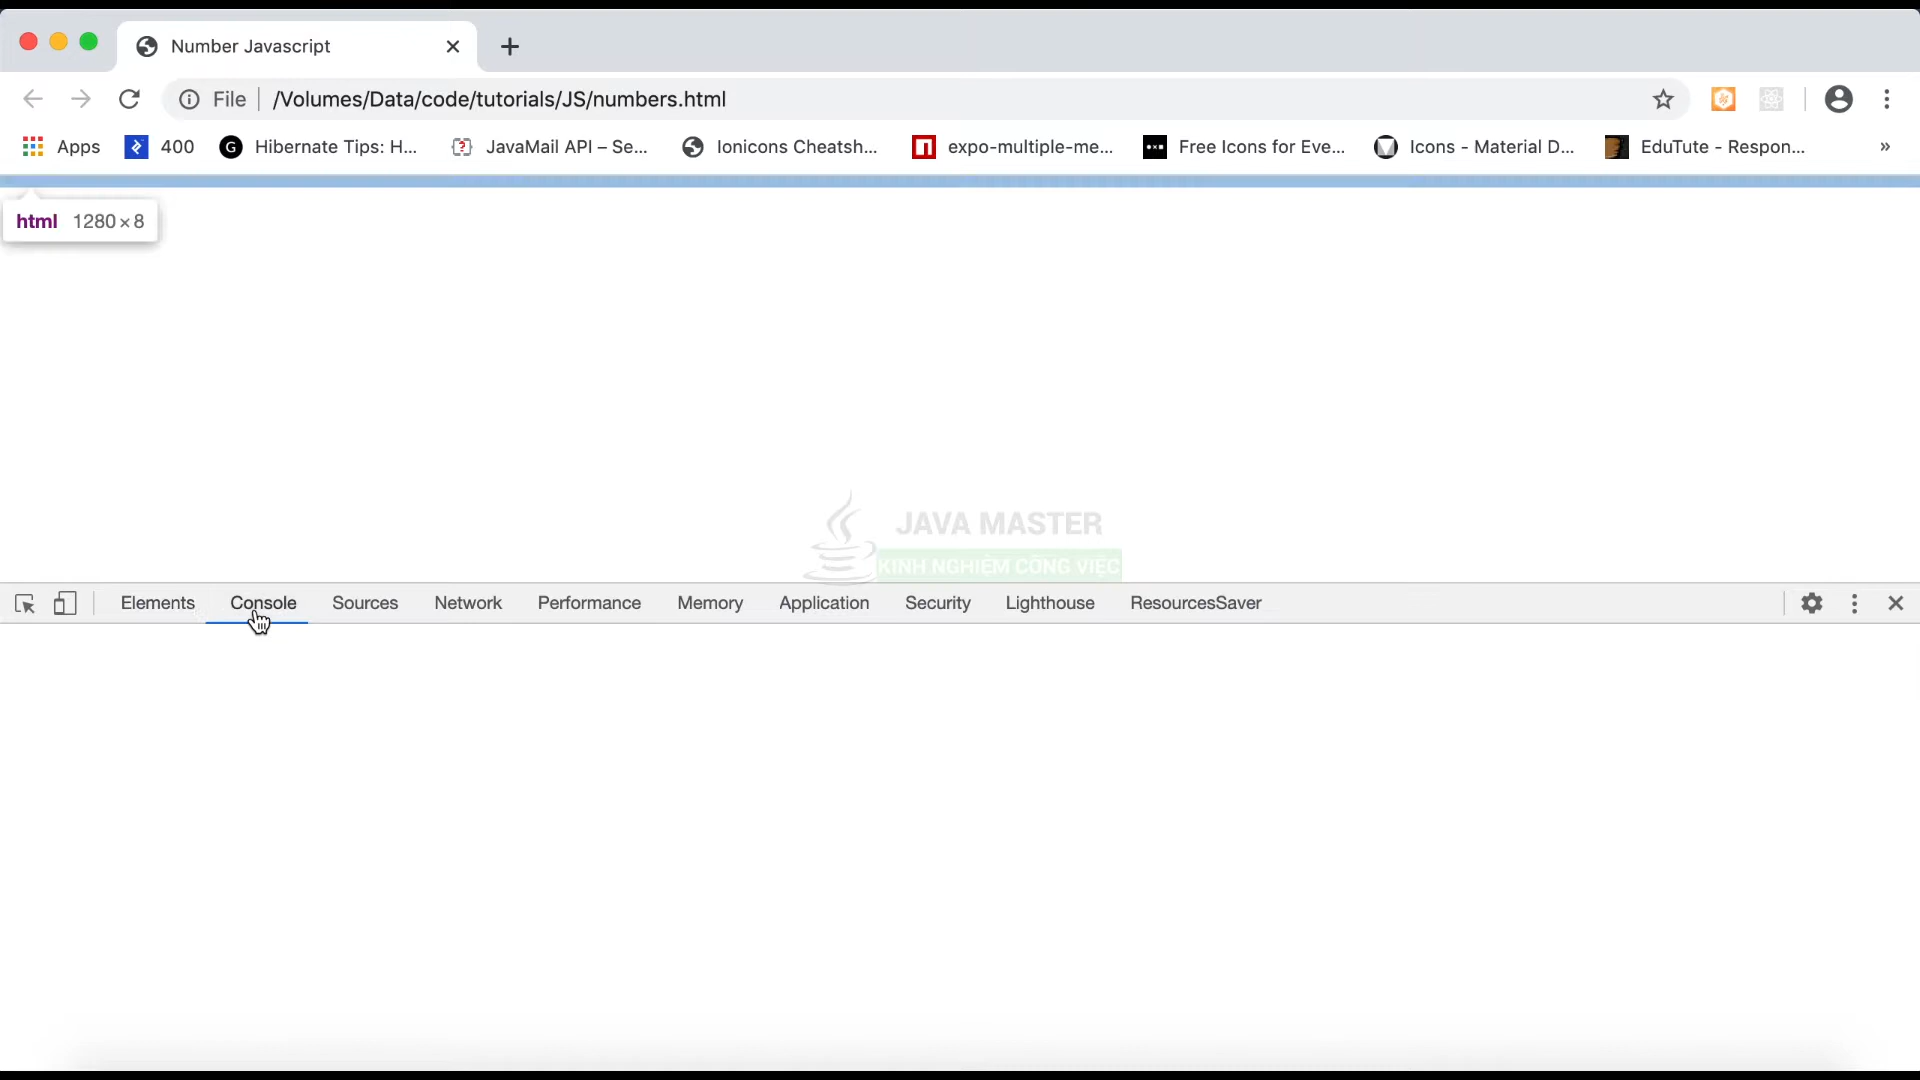 Number Javascript
File /Volumes/Data/code/tutorials/JS/numbers.html
Apps 400 Hibernate Tips: H... JavaMail API – Se... Ionicons Cheatsh... expo-multiple-me... Free Icons for Eve... Icons - Material D... EduTute - Respon... »
html 1280×8
JAVA MASTER
KINH NGHIỆM CÔNG VIỆC
Elements Console Sources Network Performance Memory Application Security Lighthouse ResourcesSaver